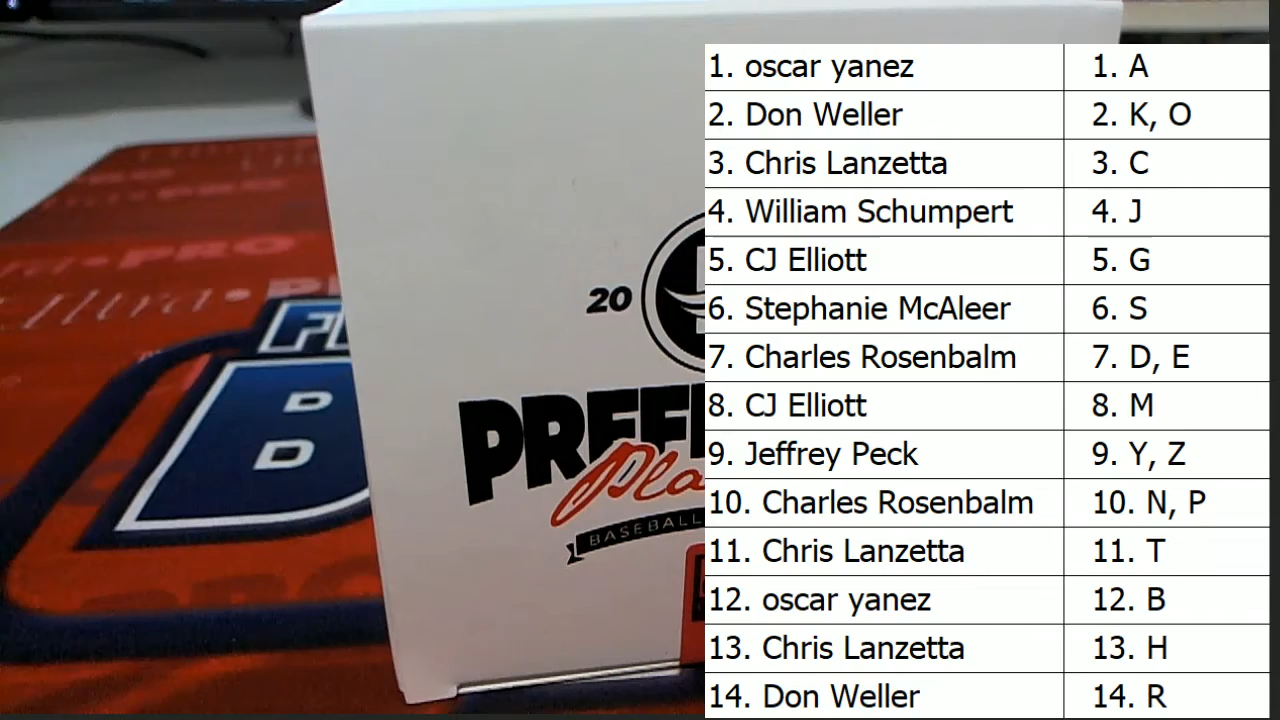 1. oscar yanez 1. A
2. Don Weller 2. K, O
3. Chris Lanzetta 3. C
4. William Schumpert 4. J
5. CJ Elliott 5. G
6. Stephanie McAleer 6. S
7. Charles Rosenbalm 7. D, E
8. CJ Elliott 8. M
9. Jeffrey Peck 9. Y, Z
10. Charles Rosenbalm 10. N, P
11. Chris Lanzetta 11. T
12. oscar yanez 12. B
13. Chris Lanzetta 13. H
14. Don Weller 14. R
20
BASEBALL
PRO